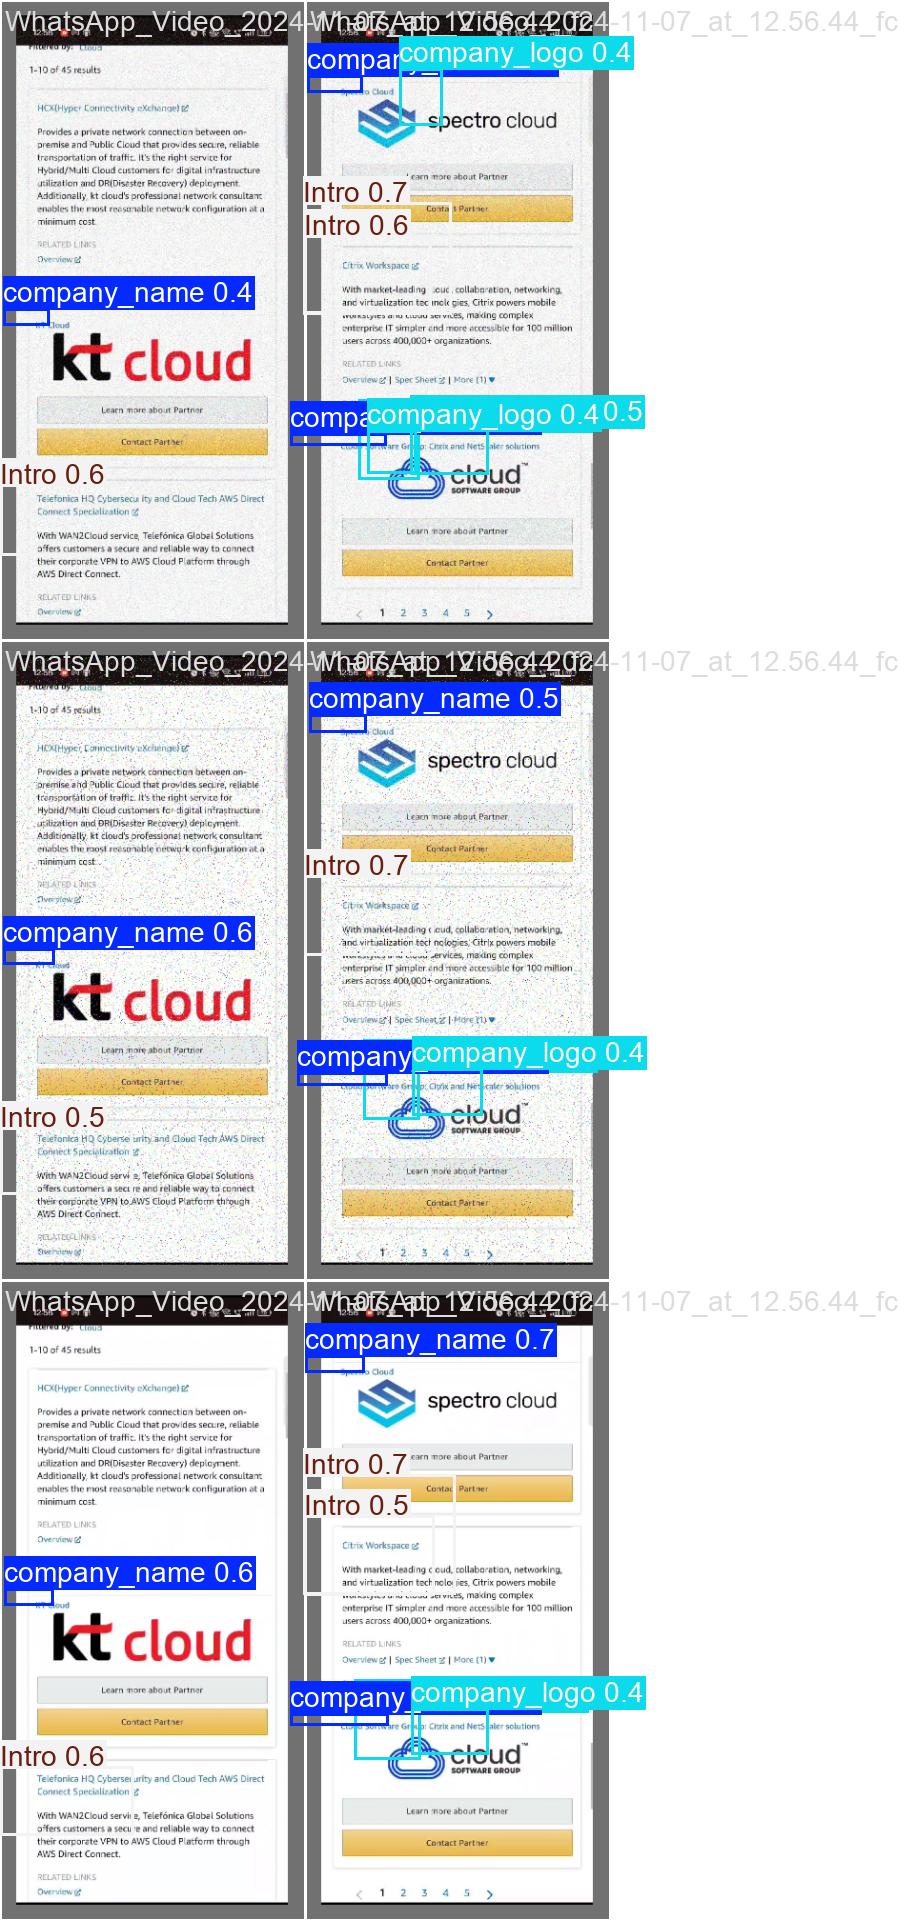 WhatsApp_Video_2024-11-07_at_12.56.44_fc
Filtered by: Cloud
1-10 of 45 results
HCX(Hyper Connectivity eXchange)
Provides a private network connection between on-
premise and Public Cloud that provides secure, reliable
transportation of traffic. It's the right service for
Hybrid/Multi Cloud customers for digital infrastructure
utilization and DR(Disaster Recovery) deployment.
Additionally, kt cloud's professional network consultant
enables the most reasonable network configuration at a
minimum cost.
RELATED LINKS
Overview
company_name 0.4
KT Cloud
kt cloud
Learn more about Partner
Contact Partner
Intro 0.6
Telefonica HQ Cybersecurity and Cloud Tech AWS Direct
Connect Specialization
With WAN2Cloud service, Telefónica Global Solutions
offers customers a secure and reliable way to connect
their corporate VPN to AWS Cloud Platform through
AWS Direct Connect.
RELATED LINKS
Overview
company_logo 0.4
Spectro Cloud
spectro cloud
Learn more about Partner
Contact Partner
Intro 0.7
Intro 0.6
Citrix Workspace
With market-leading cloud, collaboration, networking,
and virtualization technologies, Citrix powers mobile
workstyles and cloud services, making complex
enterprise IT simpler and more accessible for 100 million
users across 400,000+ organizations.
RELATED LINKS
Overview | Spec Sheet | More (1)
company_logo 0.4 0.5
Cloud Software Group: Citrix and NetScaler solutions
cloud™
SOFTWARE GROUP
Learn more about Partner
Contact Partner
< 1 2 3 4 5 >
WhatsApp_Video_2024-11-07_at_12.56.44_fc
Filtered by: Cloud
1-10 of 45 results
HCX(Hyper Connectivity eXchange)
Provides a private network connection between on-
premise and Public Cloud that provides secure, reliable
transportation of traffic. It's the right service for
Hybrid/Multi Cloud customers for digital infrastructure
utilization and DR(Disaster Recovery) deployment.
Additionally, kt cloud's professional network consultant
enables the most reasonable network configuration at a
minimum cost.
RELATED LINKS
Overview
company_name 0.6
KT Cloud
kt cloud
Learn more about Partner
Contact Partner
Intro 0.5
Telefonica HQ Cybersecurity and Cloud Tech AWS Direct
Connect Specialization
With WAN2Cloud service, Telefónica Global Solutions
offers customers a secure and reliable way to connect
their corporate VPN to AWS Cloud Platform through
AWS Direct Connect.
RELATED LINKS
Overview
company_name 0.5
Spectro Cloud
spectro cloud
Learn more about Partner
Contact Partner
Intro 0.7
Citrix Workspace
With market-leading cloud, collaboration, networking,
and virtualization technologies, Citrix powers mobile
workstyles and cloud services, making complex
enterprise IT simpler and more accessible for 100 million
users across 400,000+ organizations.
RELATED LINKS
Overview | Spec Sheet | More (1)
company company_logo 0.4
Cloud Software Group: Citrix and NetScaler solutions
cloud™
SOFTWARE GROUP
Learn more about Partner
Contact Partner
< 1 2 3 4 5 >
WhatsApp_Video_2024-11-07_at_12.56.44_fc
Filtered by: Cloud
1-10 of 45 results
HCX(Hyper Connectivity eXchange)
Provides a private network connection between on-
premise and Public Cloud that provides secure, reliable
transportation of traffic. It's the right service for
Hybrid/Multi Cloud customers for digital infrastructure
utilization and DR(Disaster Recovery) deployment.
Additionally, kt cloud's professional network consultant
enables the most reasonable network configuration at a
minimum cost.
RELATED LINKS
Overview
company_name 0.6
KT Cloud
kt cloud
Learn more about Partner
Contact Partner
Intro 0.6
Telefonica HQ Cybersecurity and Cloud Tech AWS Direct
Connect Specialization
With WAN2Cloud service, Telefónica Global Solutions
offers customers a secure and reliable way to connect
their corporate VPN to AWS Cloud Platform through
AWS Direct Connect.
RELATED LINKS
Overview
company_name 0.7
Spectro Cloud
spectro cloud
Learn more about Partner
Contact Partner
Intro 0.7
Intro 0.5
Citrix Workspace
With market-leading cloud, collaboration, networking,
and virtualization technologies, Citrix powers mobile
workstyles and cloud services, making complex
enterprise IT simpler and more accessible for 100 million
users across 400,000+ organizations.
RELATED LINKS
Overview | Spec Sheet | More (1)
company_ company_logo 0.4
Cloud Software Group: Citrix and NetScaler solutions
cloud™
SOFTWARE GROUP
Learn more about Partner
Contact Partner
< 1 2 3 4 5 >